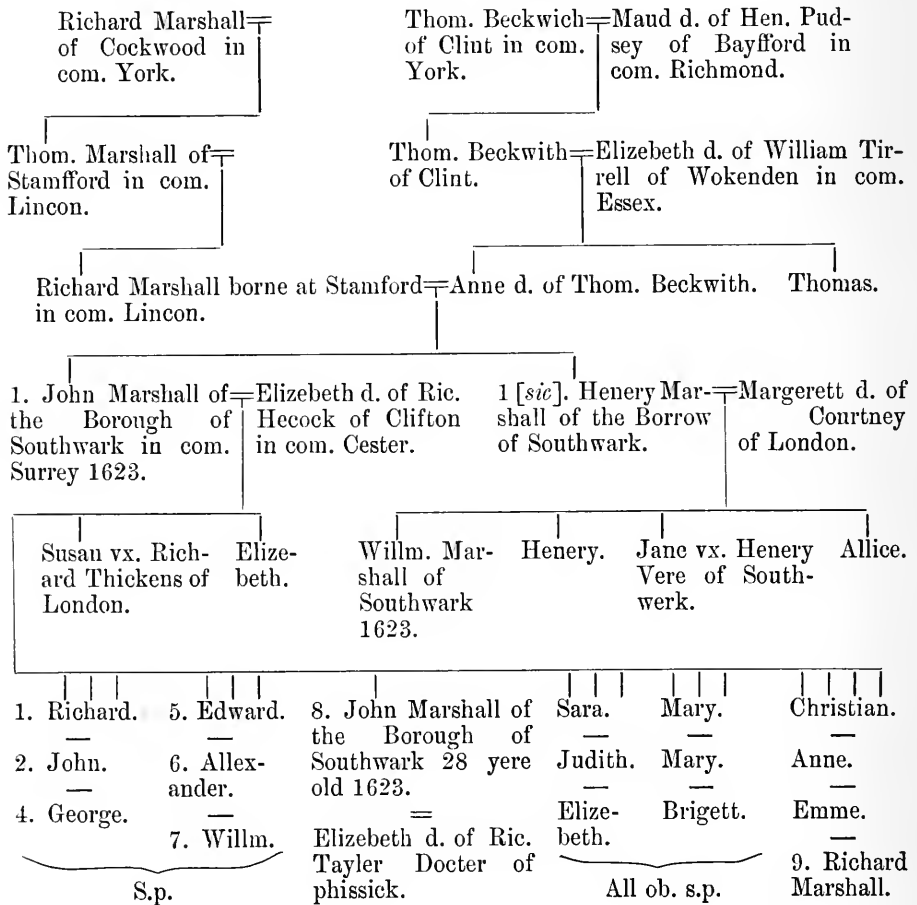 Richard Marshall
of Cockwood in
com. York.
Thom. Beckwich
of Clint in com.
York.
Maud d. of Hen. Pud-
sey of Bayfford in
com. Richmond.
Thom. Marshall of
Stamfford in com.
Lincon.
Thom. Beckwith
of Clint.
Elizebeth d. of William Tir-
rell of Wokenden in com.
Essex.
Richard Marshall borne at Stamford
in com. Lincon.
Anne d. of Thom. Beckwith.
Thomas.
1. John Marshall of
the Borough of
Southwark in com.
Surrey 1623.
Elizebeth d. of Ric.
Hecock of Clifton
in com. Cester.
1 [sic]. Henery Mar-
shall of the Borrow
of Southwark.
Margerett d. of
Courtney
of London.
Susan vx. Rich-
ard Thickens of
London.
Elize-
beth.
Willm. Mar-
shall of
Southwark
1623.
Henery.
Jane vx. Henery
Vere of South-
werk.
Allice.
1. Richard.
2. John.
4. George.
5. Edward.
6. Allex-
ander.
7. Willm.
S.p.
8. John Marshall of
the Borough of
Southwark 28 yere
old 1623.
=
Elizebeth d. of Ric.
Tayler Docter of
phissick.
Sara.
Judith.
Elize-
beth.
Mary.
Mary.
Brigett.
All ob. s.p.
Christian.
Anne.
Emme.
9. Richard
Marshall.